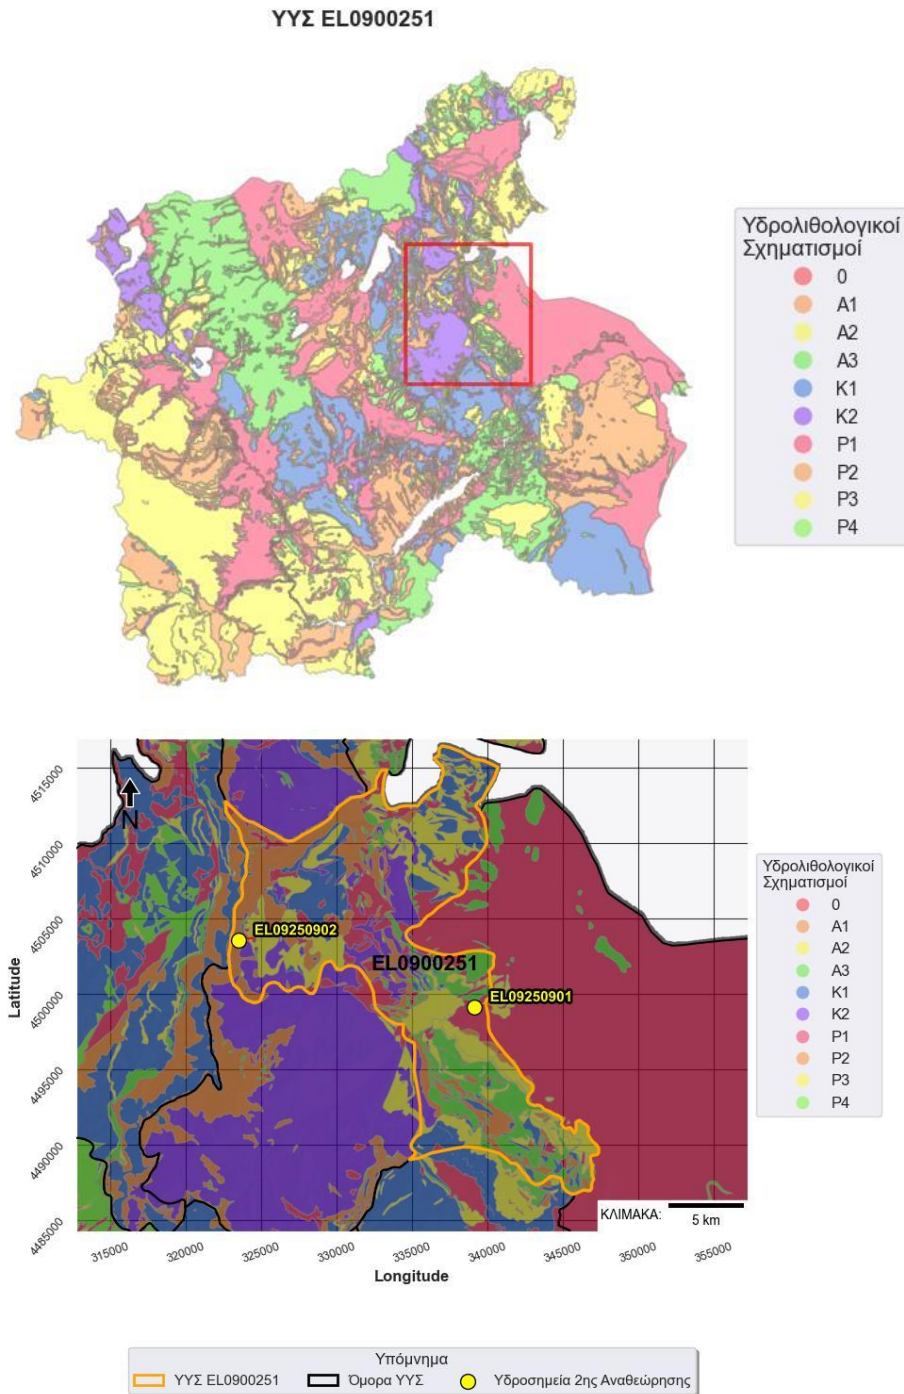 ΥΥΣ EL0900251
Υδρολιθολογικοί
Σχηματισμοί
0
A1
A2
A3
K1
K2
P1
P2
P3
P4
4515000
4510000
4505000
4500000
4495000
4490000
4485000
Latitude
N
EL09250902
EL0900251
EL09250901
ΚΛΙΜΑΚΑ:
5 km
315000
320000
325000
330000
335000
340000
345000
350000
355000
Longitude
Υδρολιθολογικοί
Σχηματισμοί
0
A1
A2
A3
K1
K2
P1
P2
P3
P4
Υπόμνημα
ΥΥΣ EL0900251
Όμορα ΥΥΣ
Υδροσημεία 2ης Αναθεώρησης